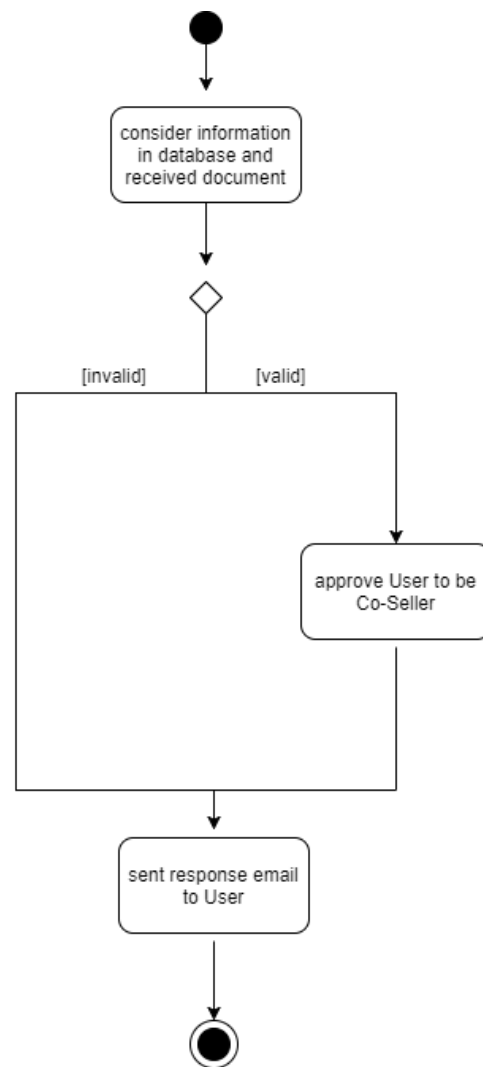 consider information
in database and
received document
[invalid]
[valid]
approve User to be
Co-Seller
sent response email
to User